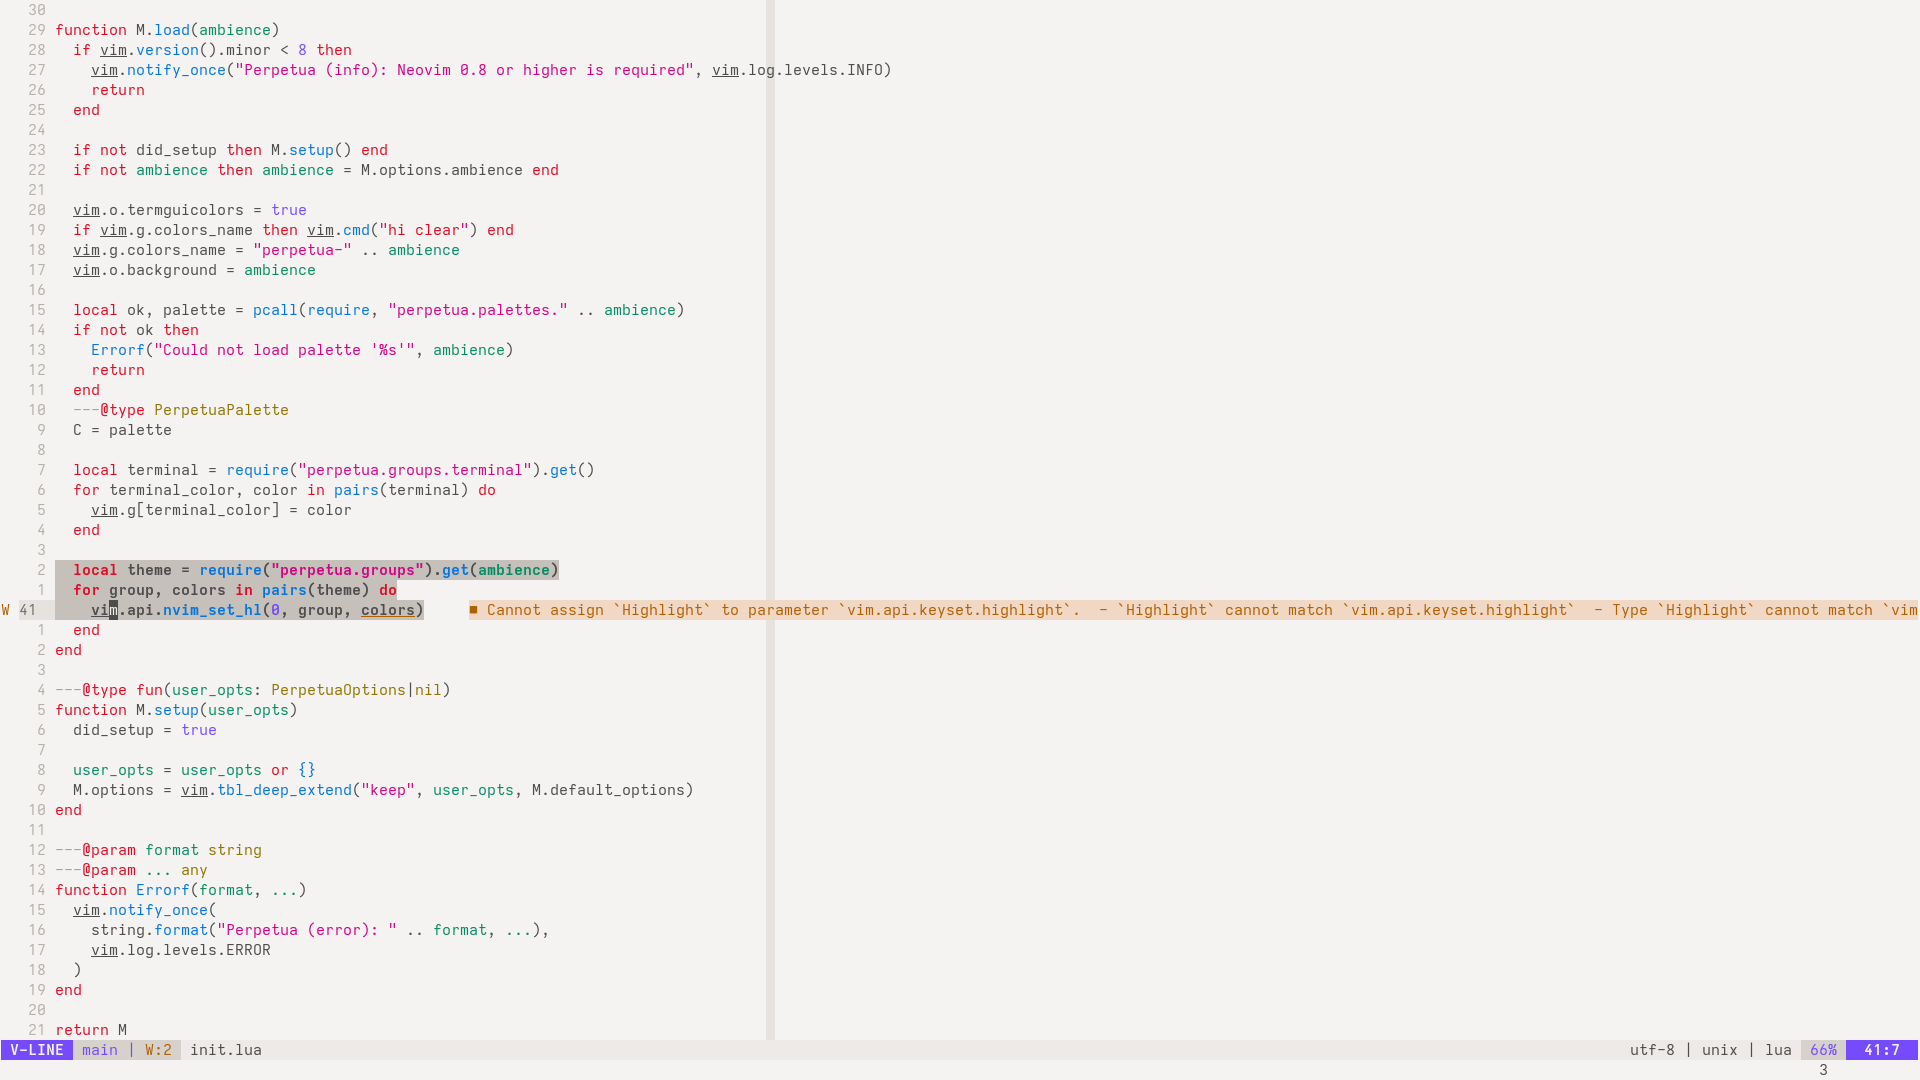 30
29 function M.load(ambience)
28   if vim.version().minor < 8 then
27     vim.notify_once("Perpetua (info): Neovim 0.8 or higher is required", vim.log.levels.INFO)
26     return
25   end
24
23   if not did_setup then M.setup() end
22   if not ambience then ambience = M.options.ambience end
21
20   vim.o.termguicolors = true
19   if vim.g.colors_name then vim.cmd("hi clear") end
18   vim.g.colors_name = "perpetua-" .. ambience
17   vim.o.background = ambience
16
15   local ok, palette = pcall(require, "perpetua.palettes." .. ambience)
14   if not ok then
13     Errorf("Could not load palette '%s'", ambience)
12     return
11   end
10   ---@type PerpetuaPalette
9   C = palette
8
7   local terminal = require("perpetua.groups.terminal").get()
6   for terminal_color, color in pairs(terminal) do
5     vim.g[terminal_color] = color
4   end
3
2   local theme = require("perpetua.groups").get(ambience)
1   for group, colors in pairs(theme) do
W 41     vim.api.nvim_set_hl(0, group, colors)     ■ Cannot assign `Highlight` to parameter `vim.api.keyset.highlight`.  - `Highlight` cannot match `vim.api.keyset.highlight`  - Type `Highlight` cannot match `vim
1   end
2 end
3
4 ---@type fun(user_opts: PerpetuaOptions|nil)
5 function M.setup(user_opts)
6   did_setup = true
7
8   user_opts = user_opts or {}
9   M.options = vim.tbl_deep_extend("keep", user_opts, M.default_options)
10 end
11
12 ---@param format string
13 ---@param ... any
14 function Errorf(format, ...)
15   vim.notify_once(
16     string.format("Perpetua (error): " .. format, ...),
17     vim.log.levels.ERROR
18   )
19 end
20
21 return M
V-LINE main | W:2 init.lua utf-8 | unix | lua 66% 41:7
3